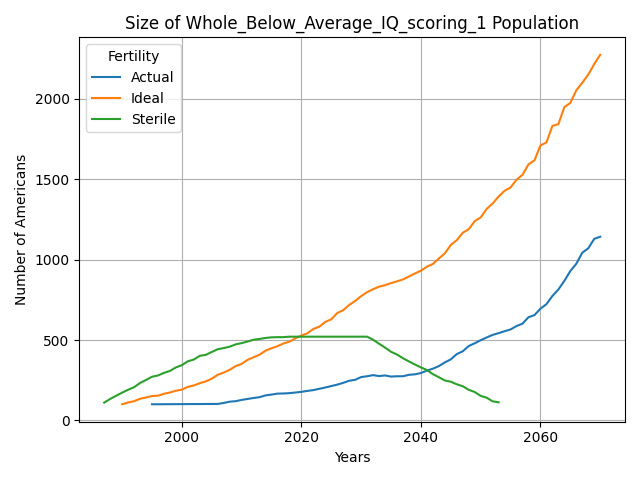 Size of Whole_Below_Average_IQ_scoring_1 Population
Fertility
Actual
Ideal
Sterile
Number of Americans
2000
1500
1000
500
0
2000 2020 2040 2060
Years